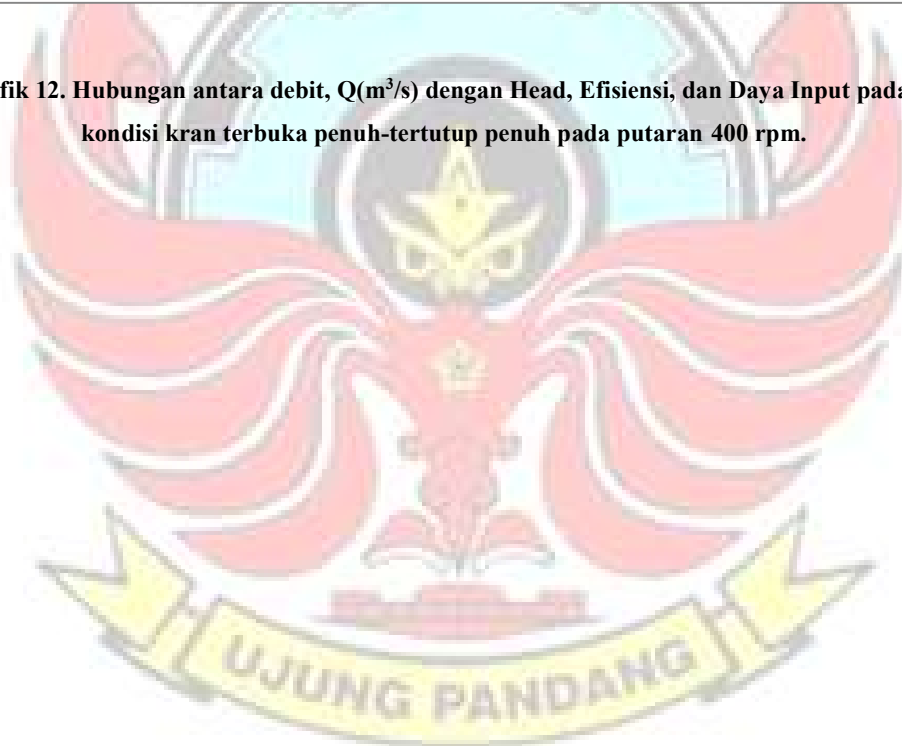 fik 12. Hubungan antara debit, Q(m³/s) dengan Head, Efisiensi, dan Daya Input pada
kondisi kran terbuka penuh-tertutup penuh pada putaran 400 rpm.
UJUNG PANDANG